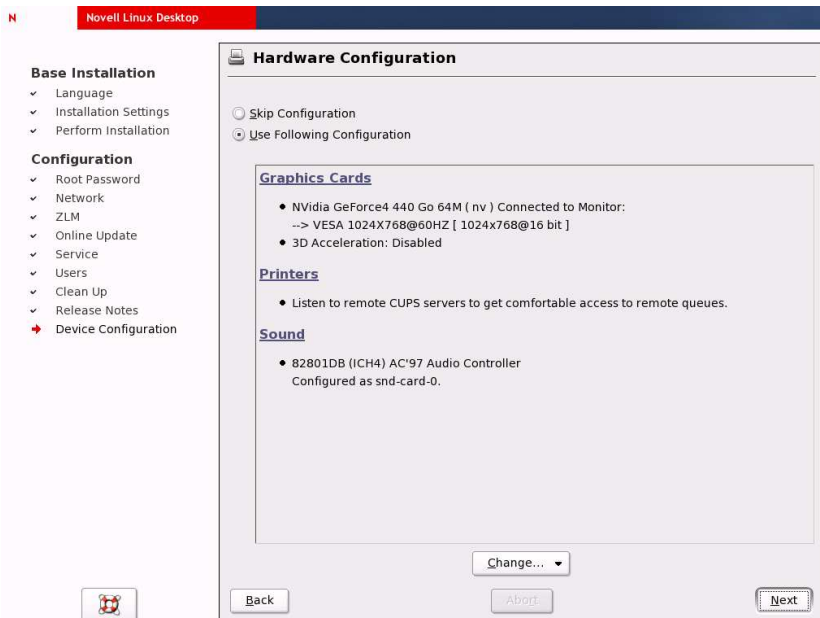 N
Novell Linux Desktop
Base Installation
Language
Installation Settings
Perform Installation
Configuration
Root Password
Network
ZLM
Online Update
Service
Users
Clean Up
Release Notes
Device Configuration
Hardware Configuration
Skip Configuration
Use Following Configuration
Graphics Cards
NVidia GeForce4 440 Go 64M ( nv ) Connected to Monitor:
--> VESA 1024X768@60HZ [ 1024x768@16 bit ]
3D Acceleration: Disabled
Printers
Listen to remote CUPS servers to get comfortable access to remote queues.
Sound
82801DB (ICH4) AC'97 Audio Controller
Configured as snd-card-0.
Change...
Back
Abort
Next